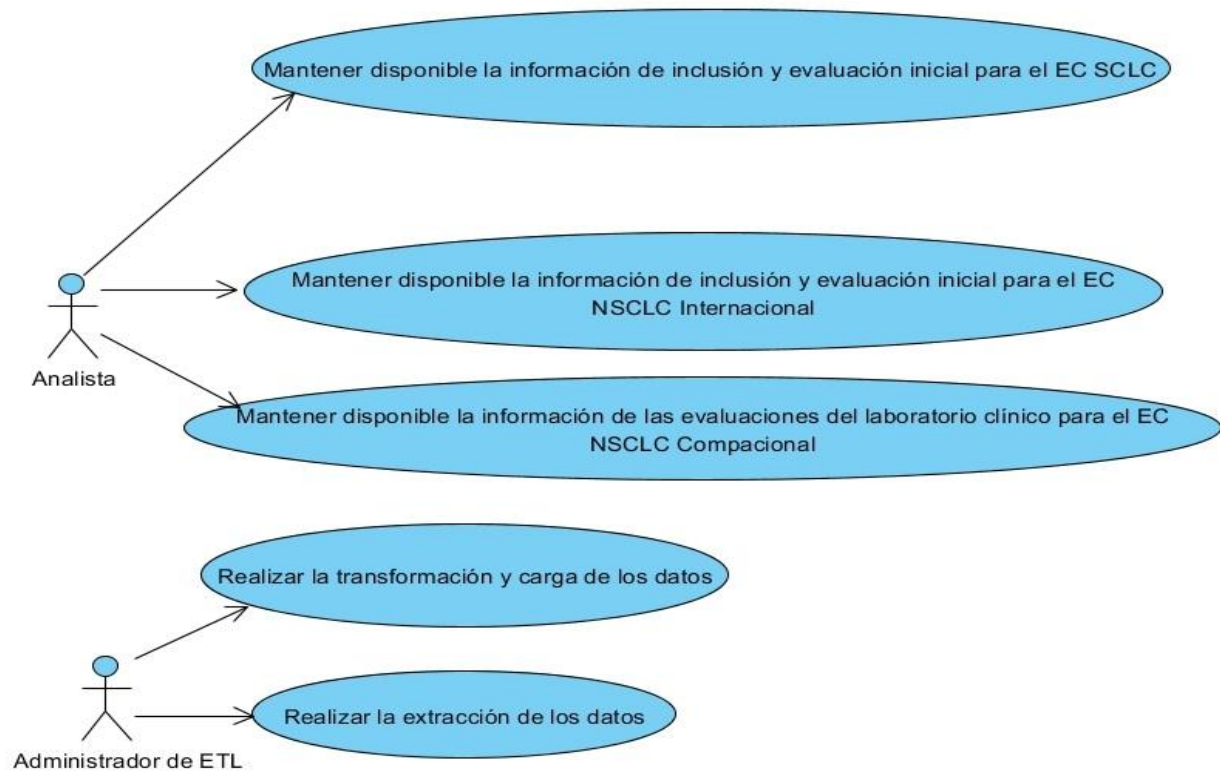 Mantener disponible la información de inclusión y evaluación inicial para el EC SCLC
Mantener disponible la información de inclusión y evaluación inicial para el EC
NSCLC Internacional
Analista
Mantener disponible la información de las evaluaciones del laboratorio clínico para el EC
NSCLC Compacional
Realizar la transformación y carga de los datos
Realizar la extracción de los datos
Administrador de ETL